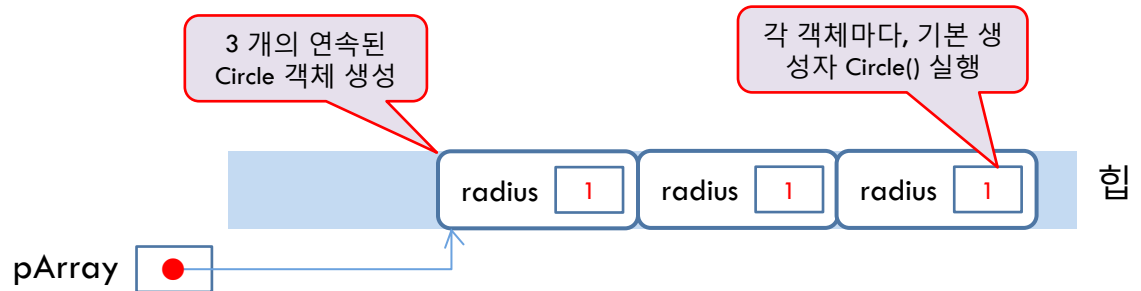 3 개의 연속된
Circle 객체 생성
각 객체마다, 기본 생
성자 Circle() 실행
radius 1 radius 1 radius 1
힙
pArray